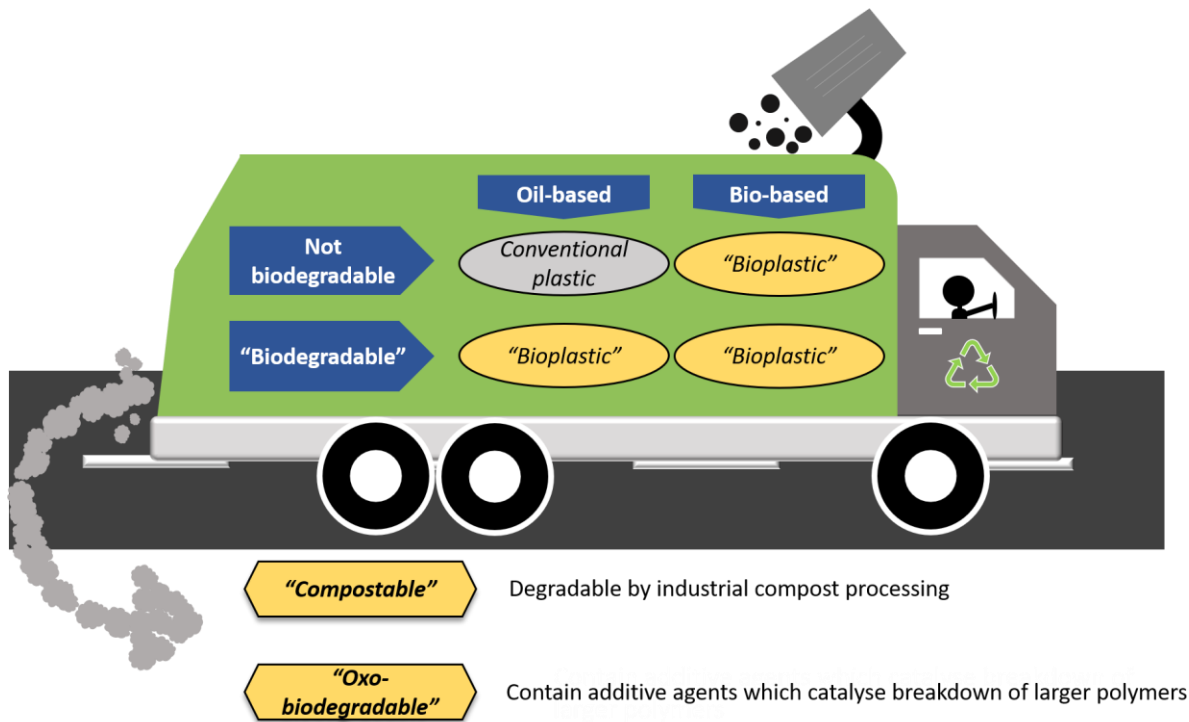 Oil-based
Bio-based
Not
biodegradable
Conventional
plastic
“Bioplastic”
“Biodegradable”
“Bioplastic”
“Bioplastic”
“Compostable”
Degradable by industrial compost processing
“Oxo-
biodegradable”
Contain additive agents which catalyse breakdown of larger polymers